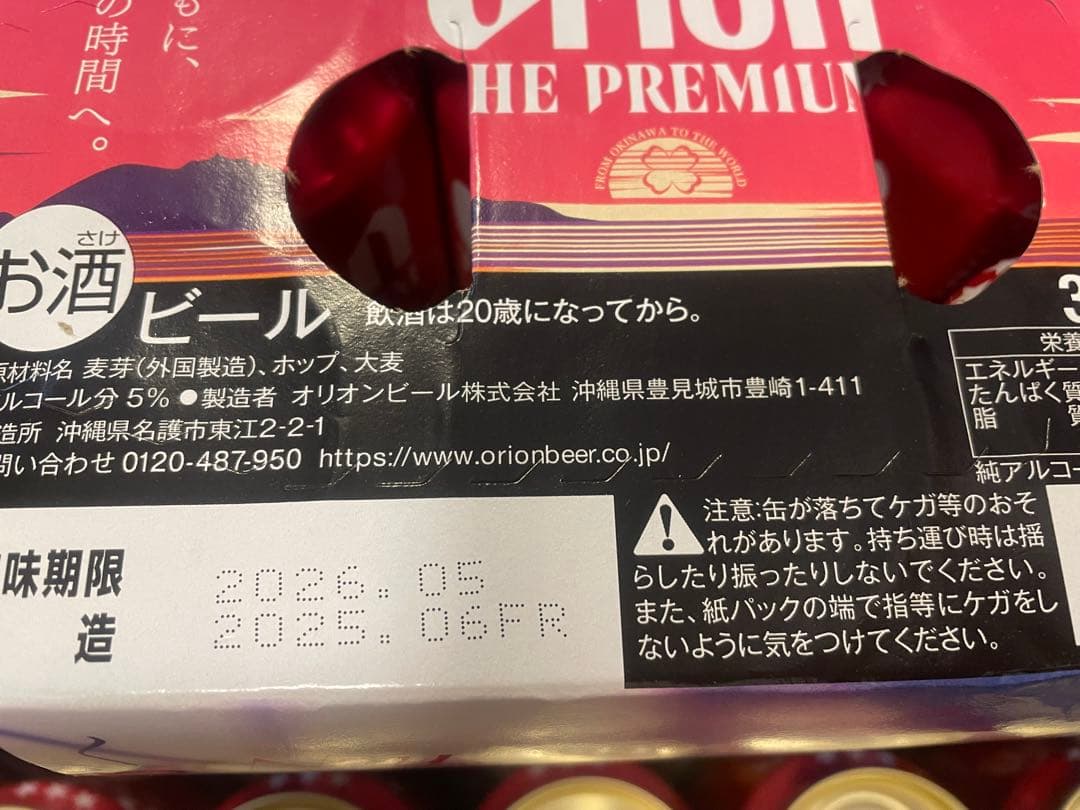 もに、
の時間へ。
orion
THE PREMIUM
FROM OKINAWA TO THE WORLD
さけ
お酒
ビール
飲酒は20歳になってから。
原材料名 麦芽(外国製造)、ホップ、大麦
ルコール分 5% ●製造者 オリオンビール株式会社 沖縄県豊見城市豊崎1-411
造所 沖縄県名護市東江2-2-1
問い合わせ 0120-487-950 https://www.orionbeer.co.jp/
3
栄養
エネルギー
たんぱく質
脂 質
純アルコー
味期限 2026.05
造 2025.06FR
注意:缶が落ちてケガ等のおそ
れがあります。持ち運び時は揺
らしたり振ったりしないでください。
また、紙パックの端で指等にケガをし
ないように気をつけてください。